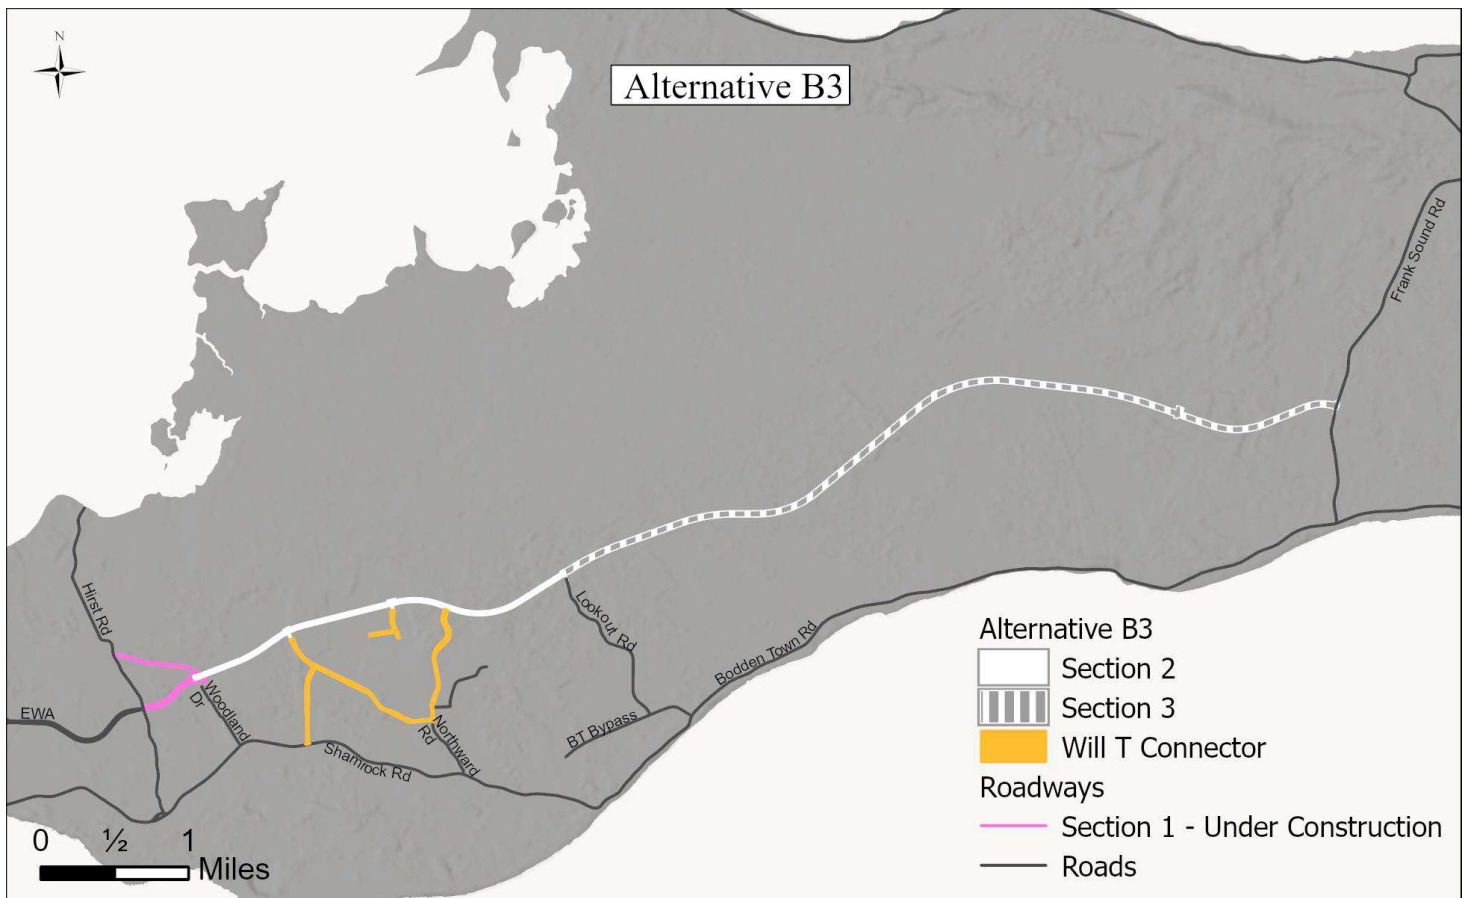 N
Alternative B3
Frank Sound Rd
Hirst Rd
Lookout Rd
Bodden Town Rd
Woodland
Dr
EWA
BT Bypass
Northward
Rd
Shamrock Rd
Alternative B3
Section 2
Section 3
Will T Connector
Roadways
Section 1 - Under Construction
Roads
0 ½ 1
Miles